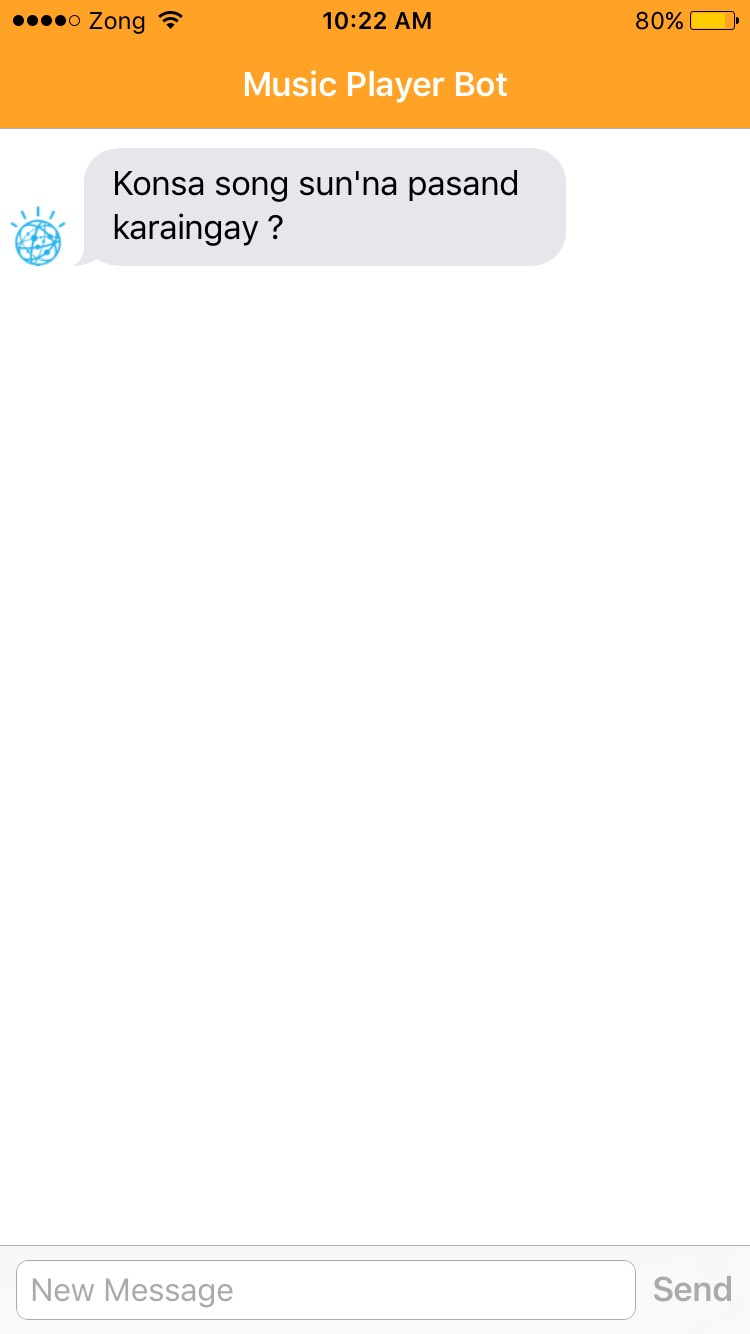 Zong 10:22 AM 80%
Music Player Bot
Konsa song sun'na pasand
karaingay ?
New Message Send